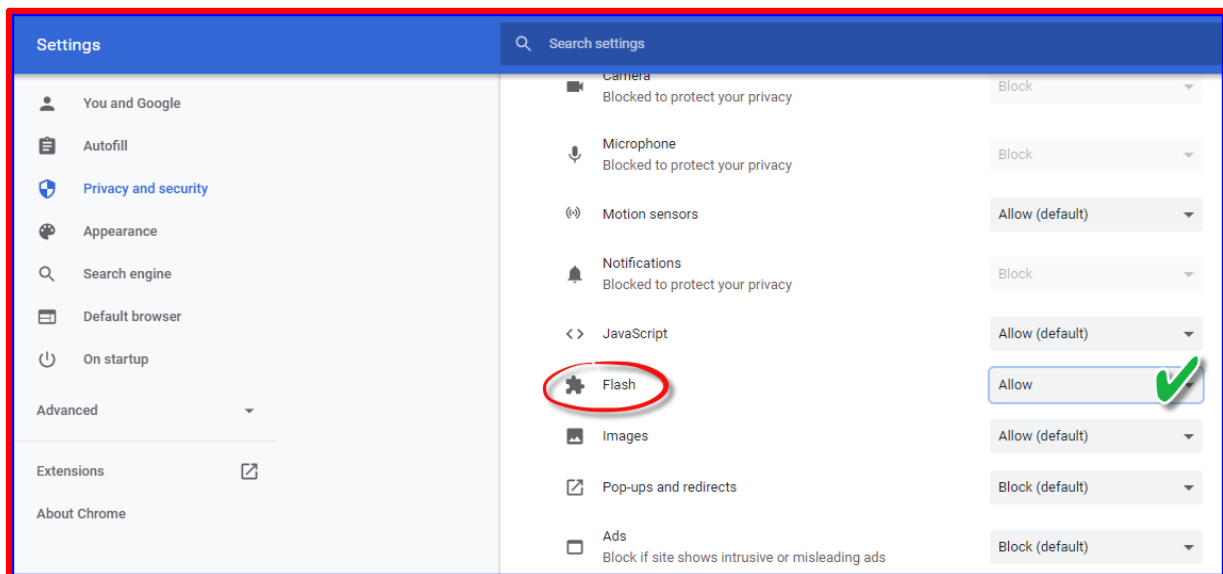 Settings
Search settings
You and Google
Autofill
Privacy and security
Appearance
Search engine
Default browser
On startup
Advanced
Extensions
About Chrome
Camera
Blocked to protect your privacy
Block
Microphone
Blocked to protect your privacy
Block
Motion sensors
Allow (default)
Notifications
Blocked to protect your privacy
Block
JavaScript
Allow (default)
Flash
Allow
Images
Allow (default)
Pop-ups and redirects
Block (default)
Ads
Block if site shows intrusive or misleading ads
Block (default)